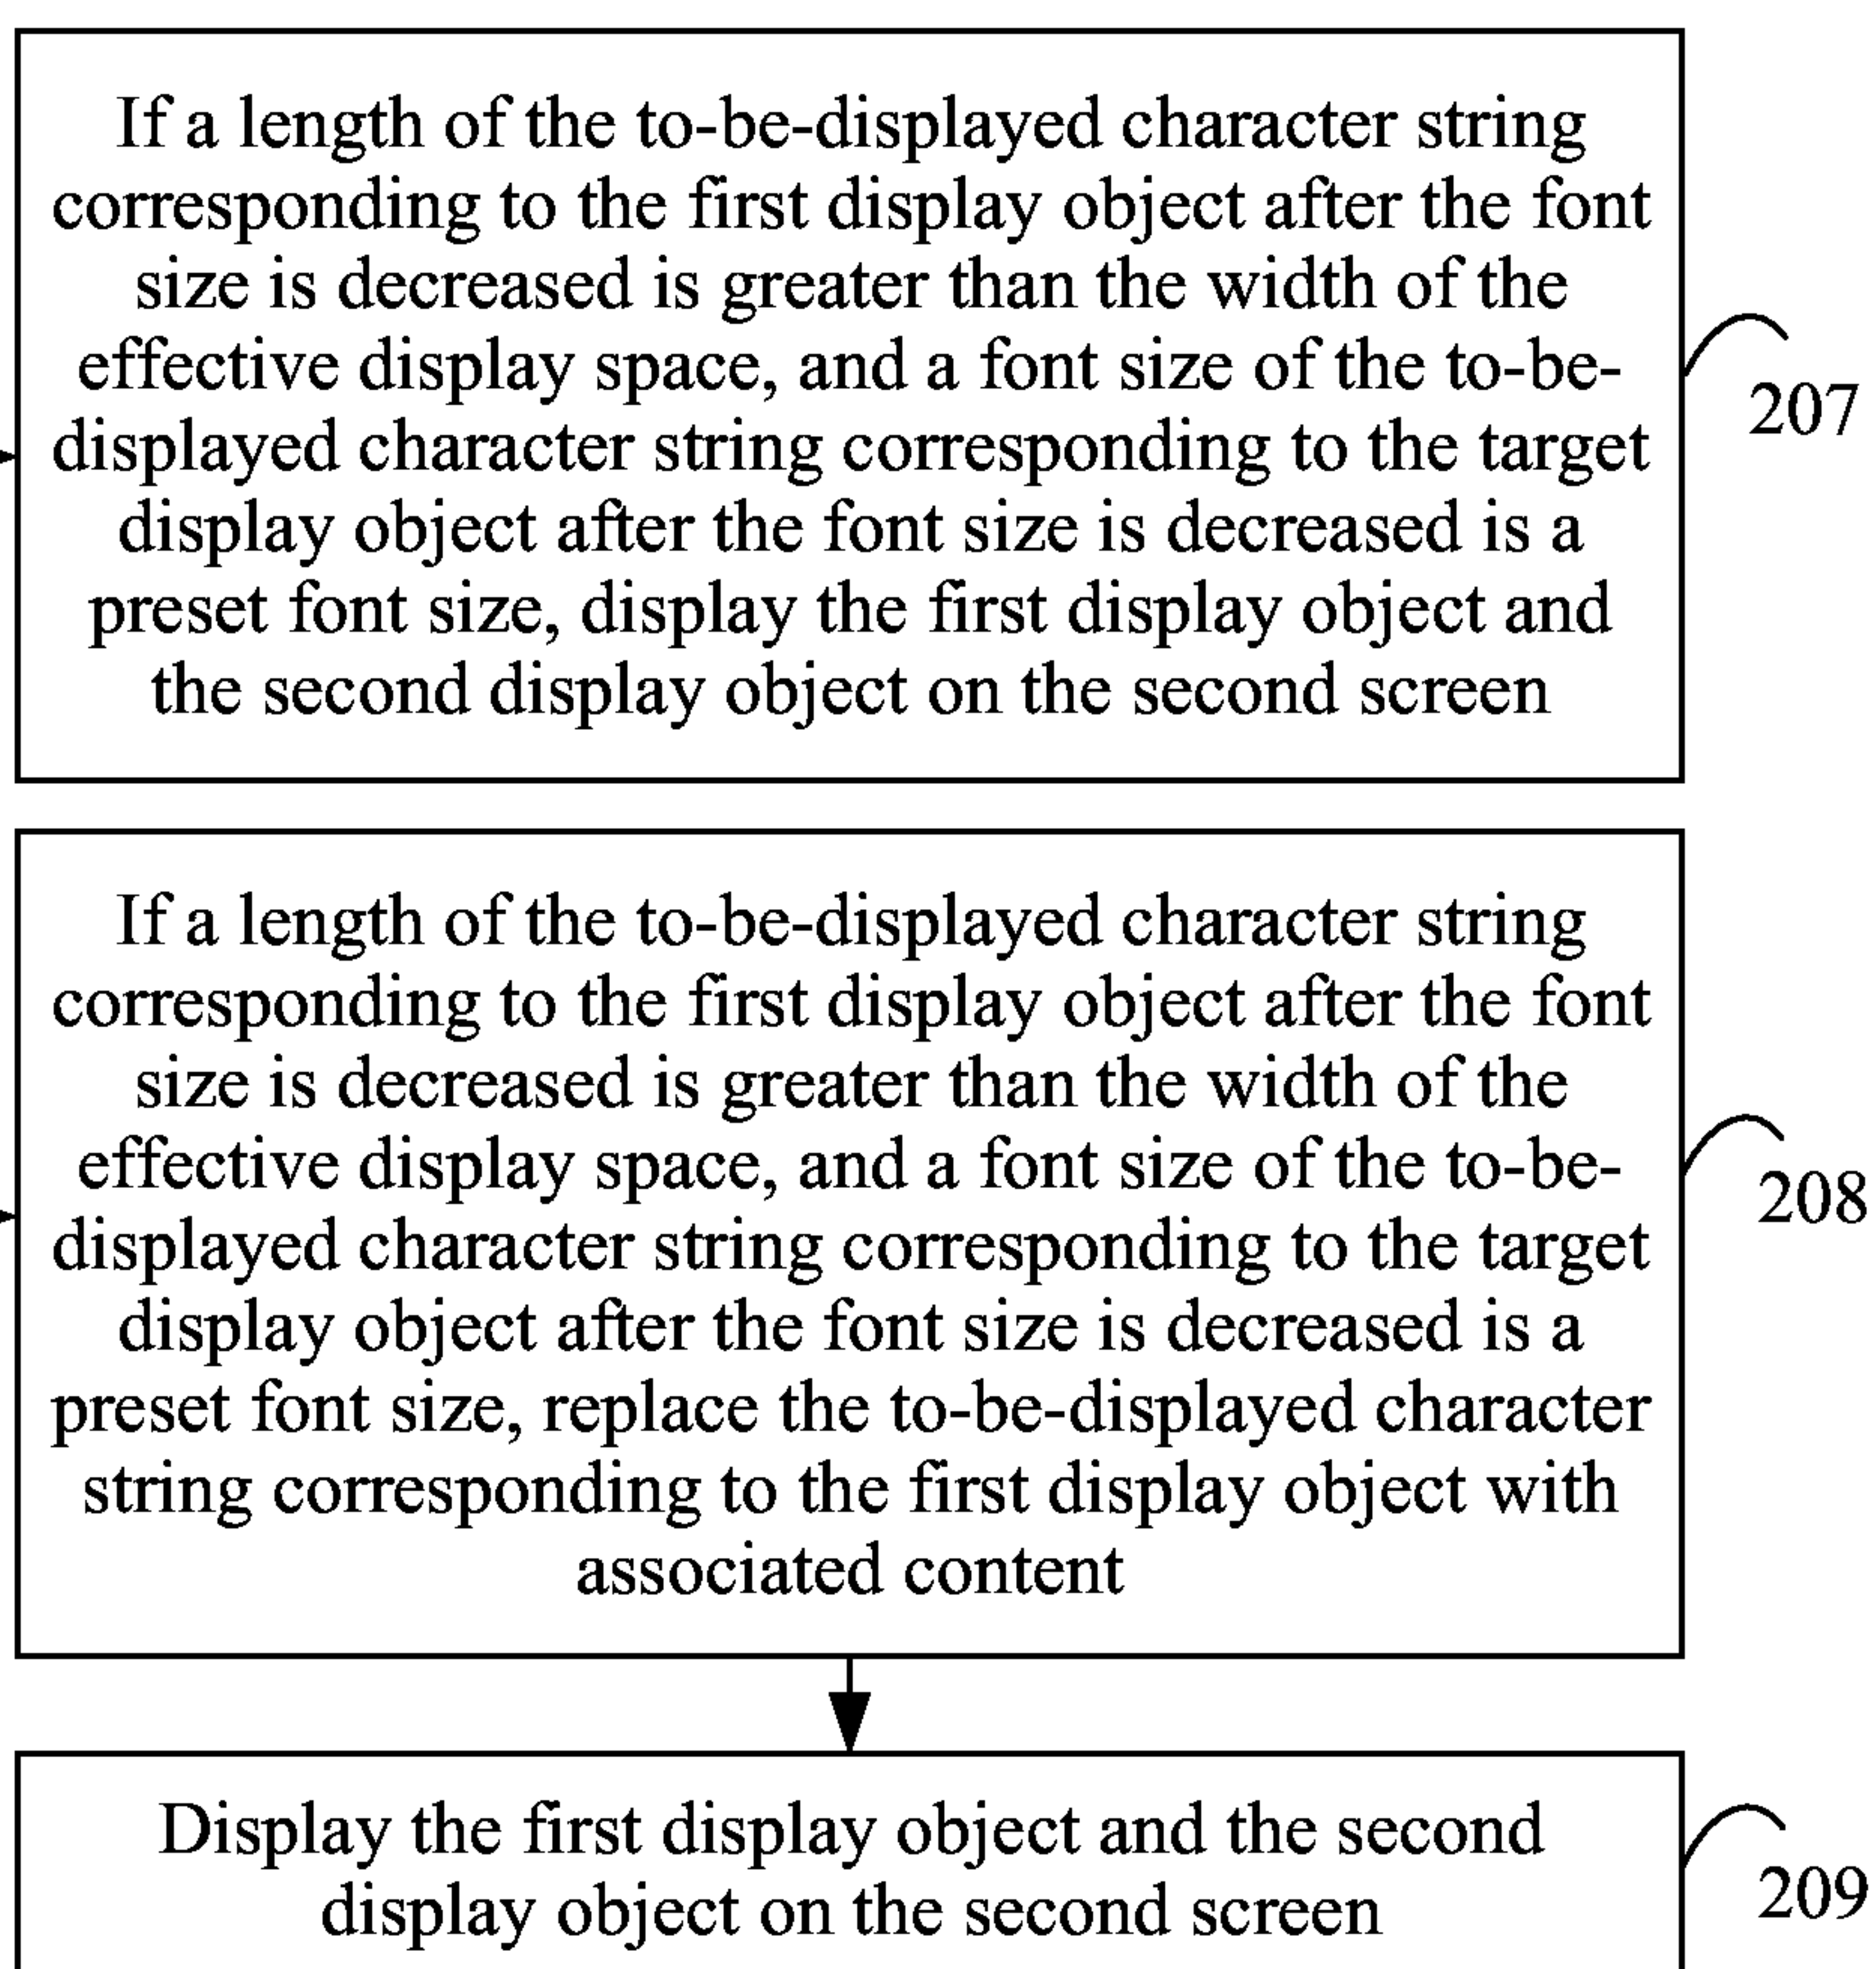 If a length of the to-be-displayed character string
corresponding to the first display object after the font
size is decreased is greater than the width of the
effective display space, and a font size of the to-be-
displayed character string corresponding to the target
display object after the font size is decreased is a
preset font size, display the first display object and
the second display object on the second screen
207
If a length of the to-be-displayed character string
corresponding to the first display object after the font
size is decreased is greater than the width of the
effective display space, and a font size of the to-be-
displayed character string corresponding to the target
display object after the font size is decreased is a
preset font size, replace the to-be-displayed character
string corresponding to the first display object with
associated content
208
Display the first display object and the second
display object on the second screen
209